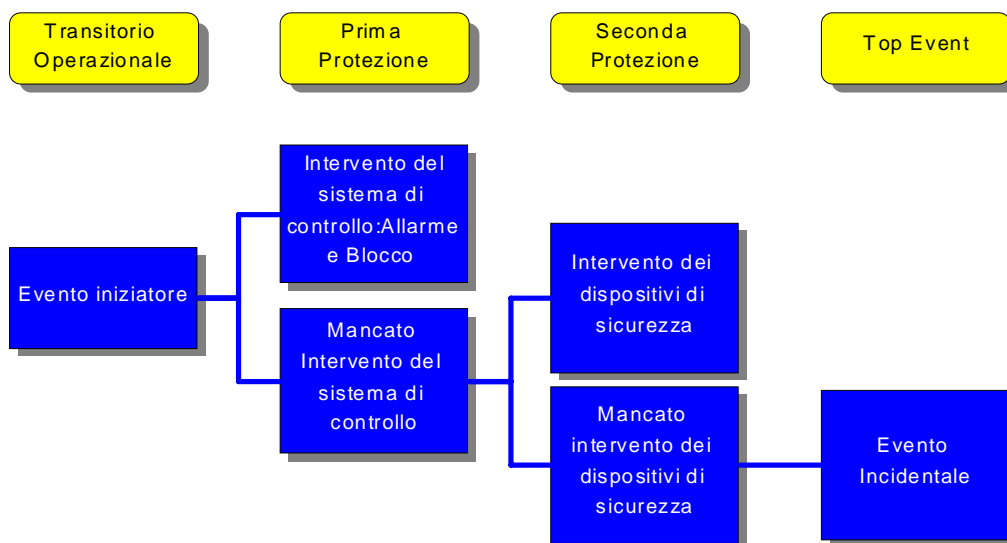 Transitorio
Operazionale
Prima
Protezione
Seconda
Protezione
Top Event
Intervento del
sistema di
controllo:Allarme
e Blocco
Evento iniziatore
Intervento dei
dispositivi di
sicurezza
Mancato
Intervento del
sistema di
controllo
Mancato
intervento dei
dispositivi di
sicurezza
Evento
Incidentale